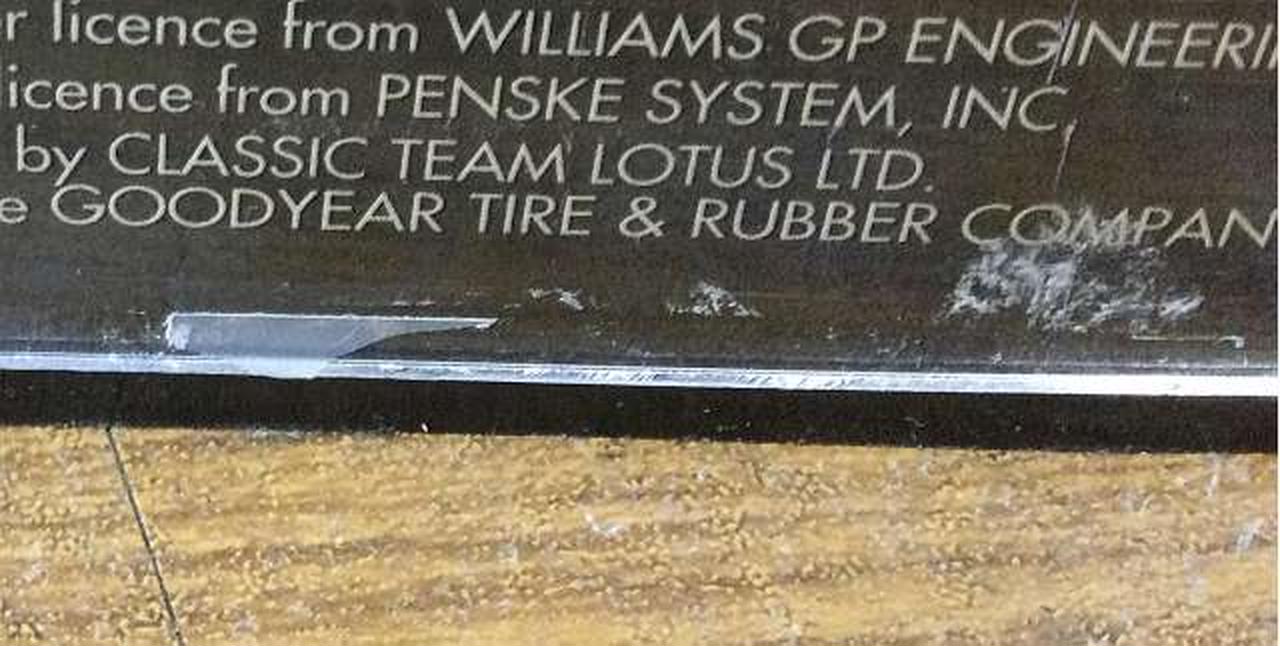 r licence from WILLIAMS GP ENGINEERI
icence from PENSKE SYSTEM, INC,
by CLASSIC TEAM LOTUS LTD.
e GOODYEAR TIRE & RUBBER COMPAN